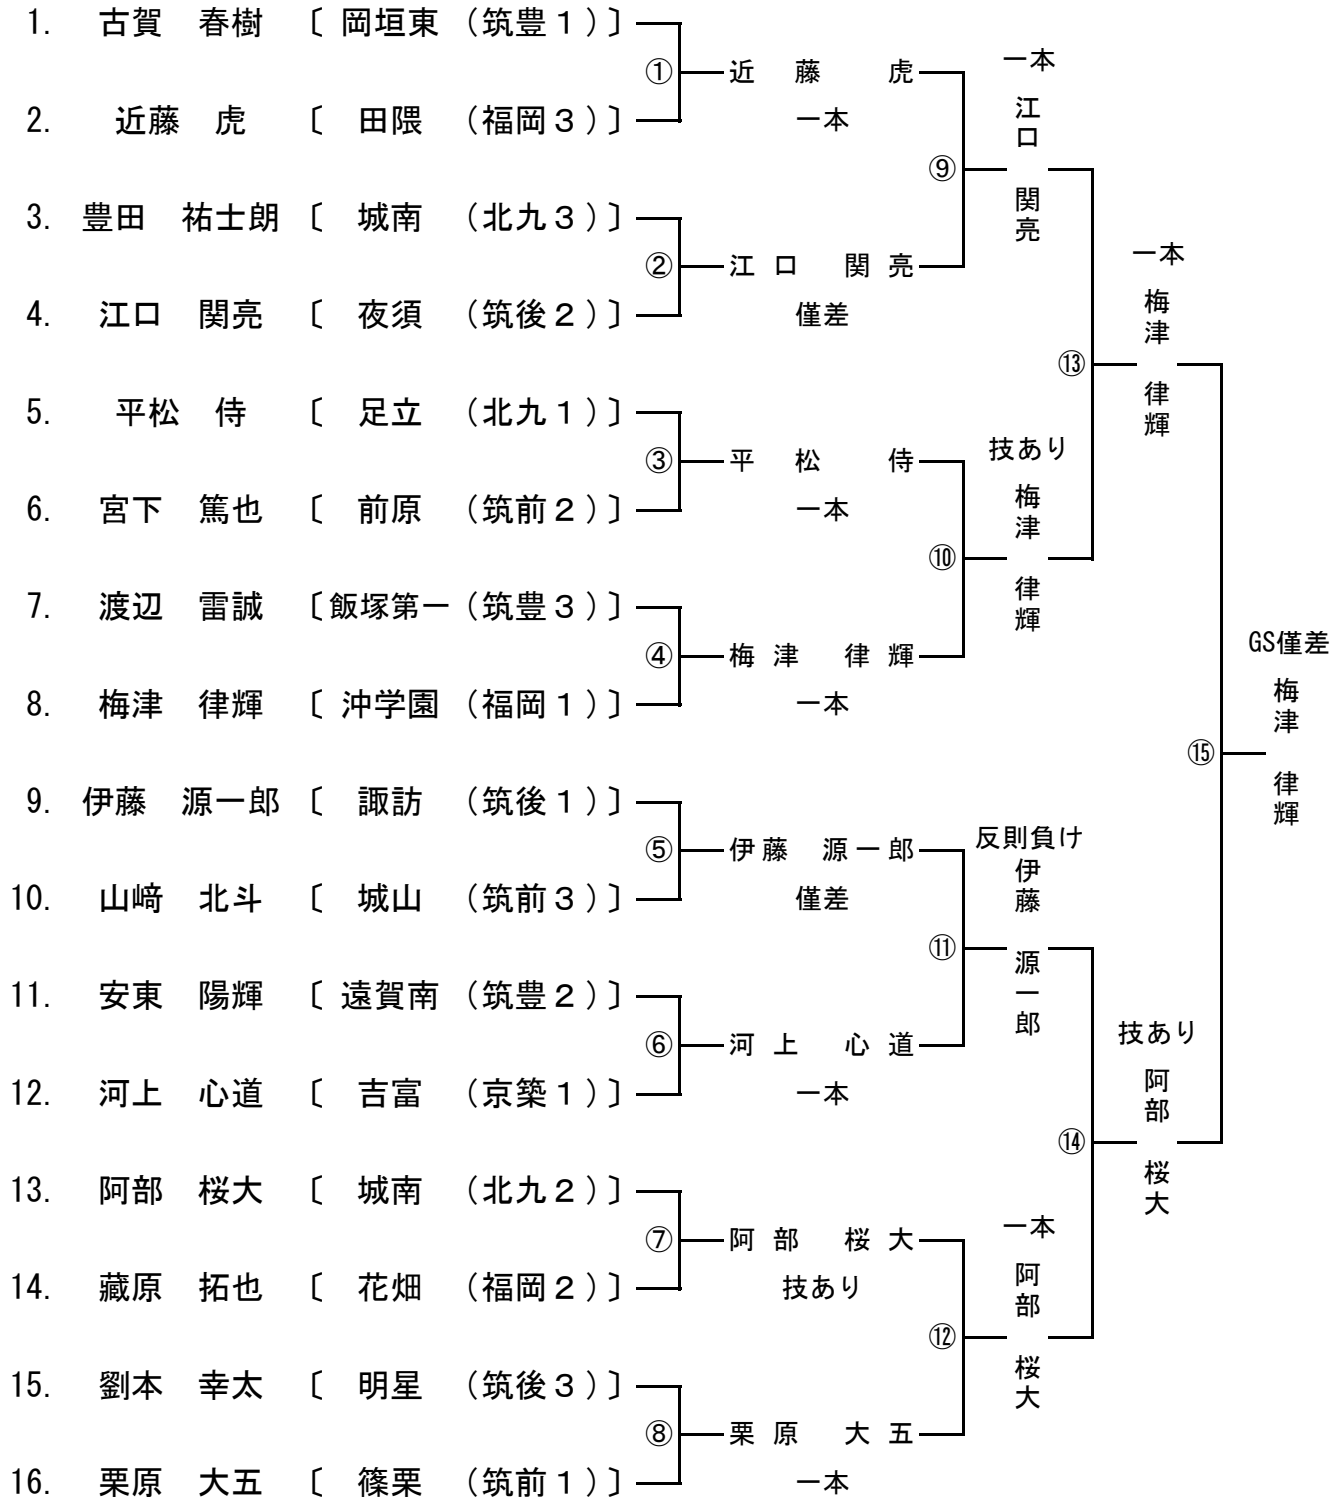 1. 古賀 春樹 〔 岡垣東 （筑豊１）〕
2. 近藤 虎 〔 田隈 （福岡３）〕
3. 豊田 祐士朗 〔 城南 （北九３）〕
4. 江口 関亮 〔 夜須 （筑後２）〕
5. 平松 侍 〔 足立 （北九１）〕
6. 宮下 篤也 〔 前原 （筑前２）〕
7. 渡辺 雷誠 〔飯塚第一 （筑豊３）〕
8. 梅津 律輝 〔 沖学園 （福岡１）〕
9. 伊藤 源一郎 〔 諏訪 （筑後１）〕
10. 山﨑 北斗 〔 城山 （筑前３）〕
11. 安東 陽輝 〔 遠賀南 （筑豊２）〕
12. 河上 心道 〔 吉富 （京築１）〕
13. 阿部 桜大 〔 城南 （北九２）〕
14. 藏原 拓也 〔 花畑 （福岡２）〕
15. 劉本 幸太 〔 明星 （筑後３）〕
16. 栗原 大五 〔 篠栗 （筑前１）〕
① 近藤 虎
一本
② 江口 関亮
僅差
③ 平松 侍
一本
④ 梅津 律輝
一本
⑤ 伊藤 源一郎
僅差
⑥ 河上 心道
一本
⑦ 阿部 桜大
技あり
⑧ 栗原 大五
一本
⑨
一本
江口 関亮
⑩
技あり
梅津 律輝
⑪
反則負け
伊藤 源一郎
⑫
一本
阿部 桜大
⑬
一本
梅津 律輝
⑭
技あり
阿部 桜大
⑮
GS僅差
梅津 律輝